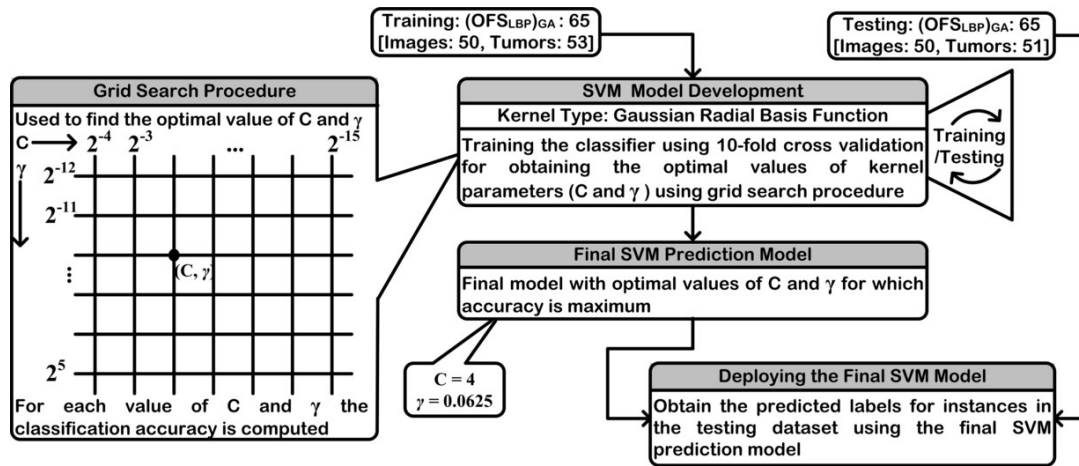 Training: (OFSLBP)GA: 65
[Images: 50, Tumors: 53]
Testing: (OFSLBP)GA: 65
[Images: 50, Tumors: 51]
Grid Search Procedure
Used to find the optimal value of C and γ
C
2^-4 2^-3 ... 2^-15
γ
2^-12
2^-11
(C, γ)
...
2^5
For each value of C and γ the
classification accuracy is computed
SVM Model Development
Kernel Type: Gaussian Radial Basis Function
Training the classifier using 10-fold cross validation
for obtaining the optimal values of kernel
parameters (C and γ ) using grid search procedure
Training
/Testing
Final SVM Prediction Model
Final model with optimal values of C and γ for which
accuracy is maximum
C = 4
γ = 0.0625
Deploying the Final SVM Model
Obtain the predicted labels for instances in
the testing dataset using the final SVM
prediction model